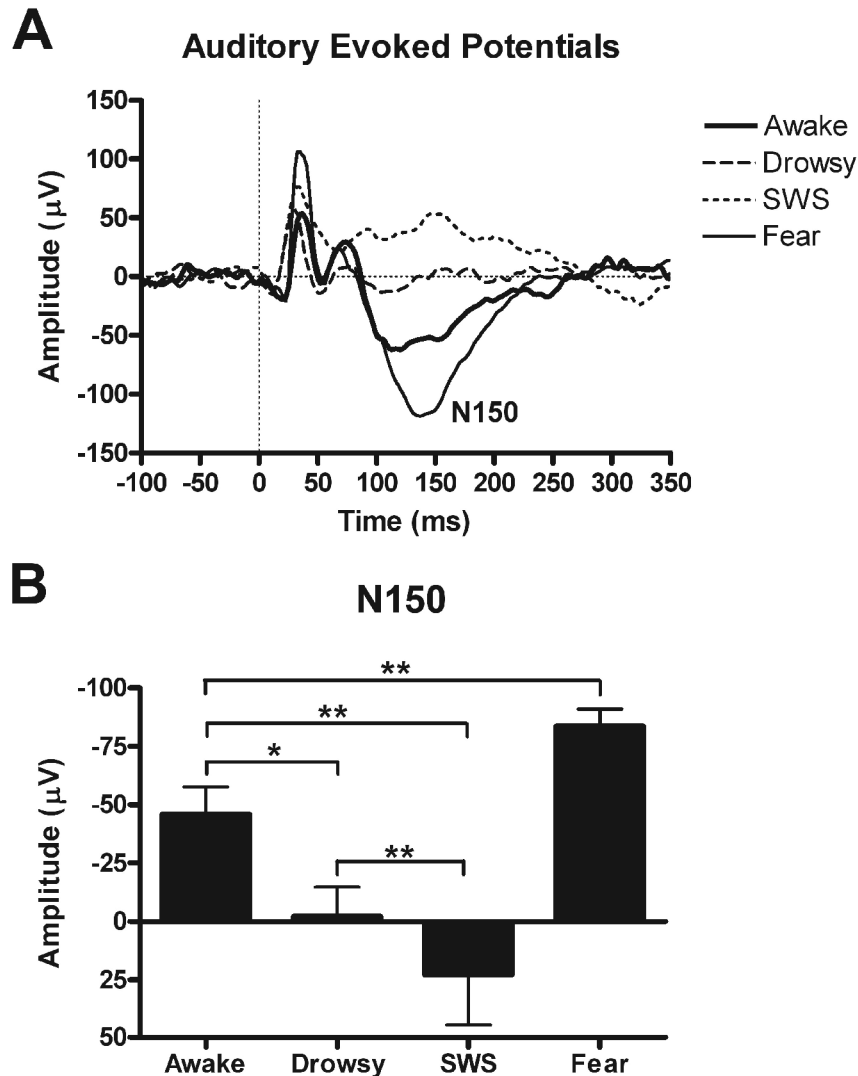 A
Auditory Evoked Potentials
150
100
50
0
-50
-100
-150
Amplitude (μV)
-100 -50 0 50 100 150 200 250 300 350
Time (ms)
N150
Awake
Drowsy
SWS
Fear
B
N150
-100
-75
-50
-25
0
25
50
Amplitude (μV)
**
**
*
**
Awake Drowsy SWS Fear